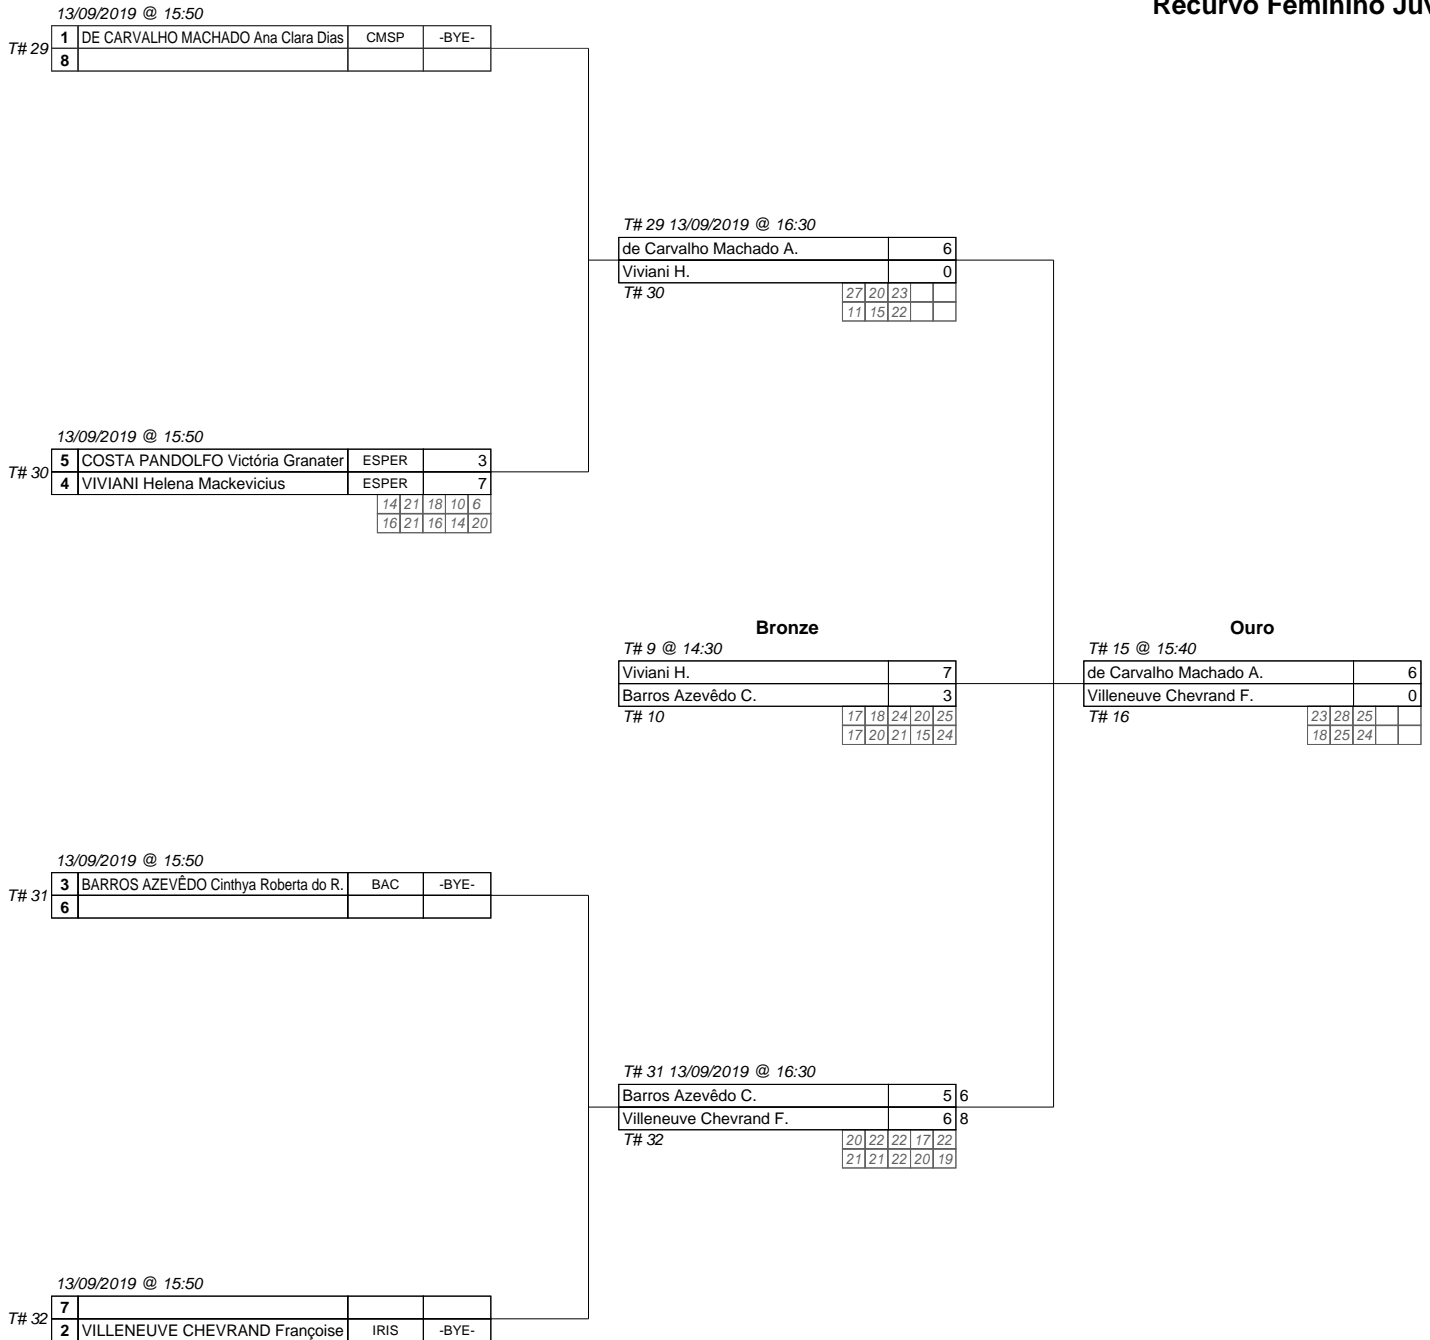 Recurvo Feminino Juv
13/09/2019 @ 15:50
T# 29
1 DE CARVALHO MACHADO Ana Clara Dias CMSP -BYE-
8
T# 29 13/09/2019 @ 16:30
de Carvalho Machado A. 6
Viviani H. 0
T# 30 27 20 23
11 15 22
13/09/2019 @ 15:50
T# 30
5 COSTA PANDOLFO Victória Granater ESPER 3
4 VIVIANI Helena Mackevicius ESPER 7
14 21 18 10 6
16 21 16 14 20
Bronze
T# 9 @ 14:30
Viviani H. 7
Barros Azevêdo C. 3
T# 10 17 18 24 20 25
17 20 21 15 24
Ouro
T# 15 @ 15:40
de Carvalho Machado A. 6
Villeneuve Chevrand F. 0
T# 16 23 28 25
18 25 24
13/09/2019 @ 15:50
T# 31
3 BARROS AZEVÊDO Cinthya Roberta do R. BAC -BYE-
6
T# 31 13/09/2019 @ 16:30
Barros Azevêdo C. 5 6
Villeneuve Chevrand F. 6 8
T# 32 20 22 22 17 22
21 21 22 20 19
13/09/2019 @ 15:50
T# 32
7
2 VILLENEUVE CHEVRAND Françoise IRIS -BYE-